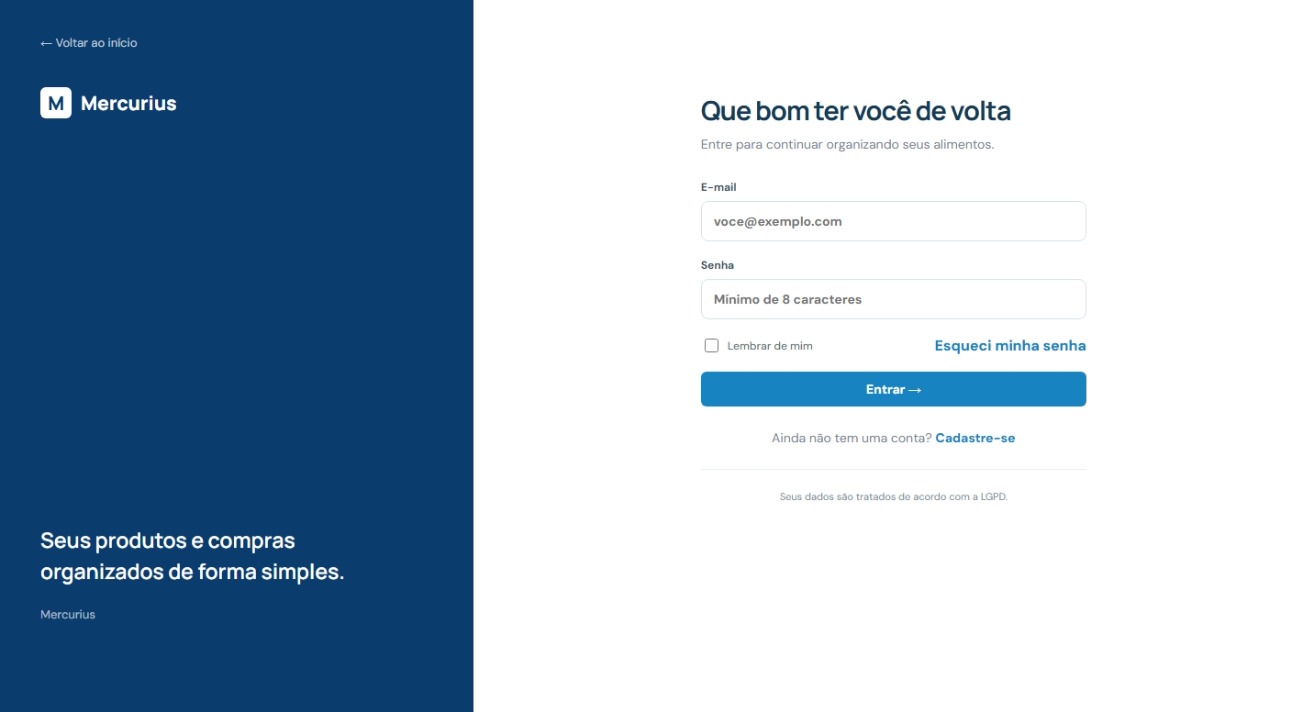 ← Voltar ao início
M Mercurius
Seus produtos e compras
organizados de forma simples.
Mercurius
Que bom ter você de volta
Entre para continuar organizando seus alimentos.
E-mail
voce@exemplo.com
Senha
Mínimo de 8 caracteres
Lembrar de mim Esqueci minha senha
Entrar →
Ainda não tem uma conta? Cadastre-se
Seus dados são tratados de acordo com a LGPD.